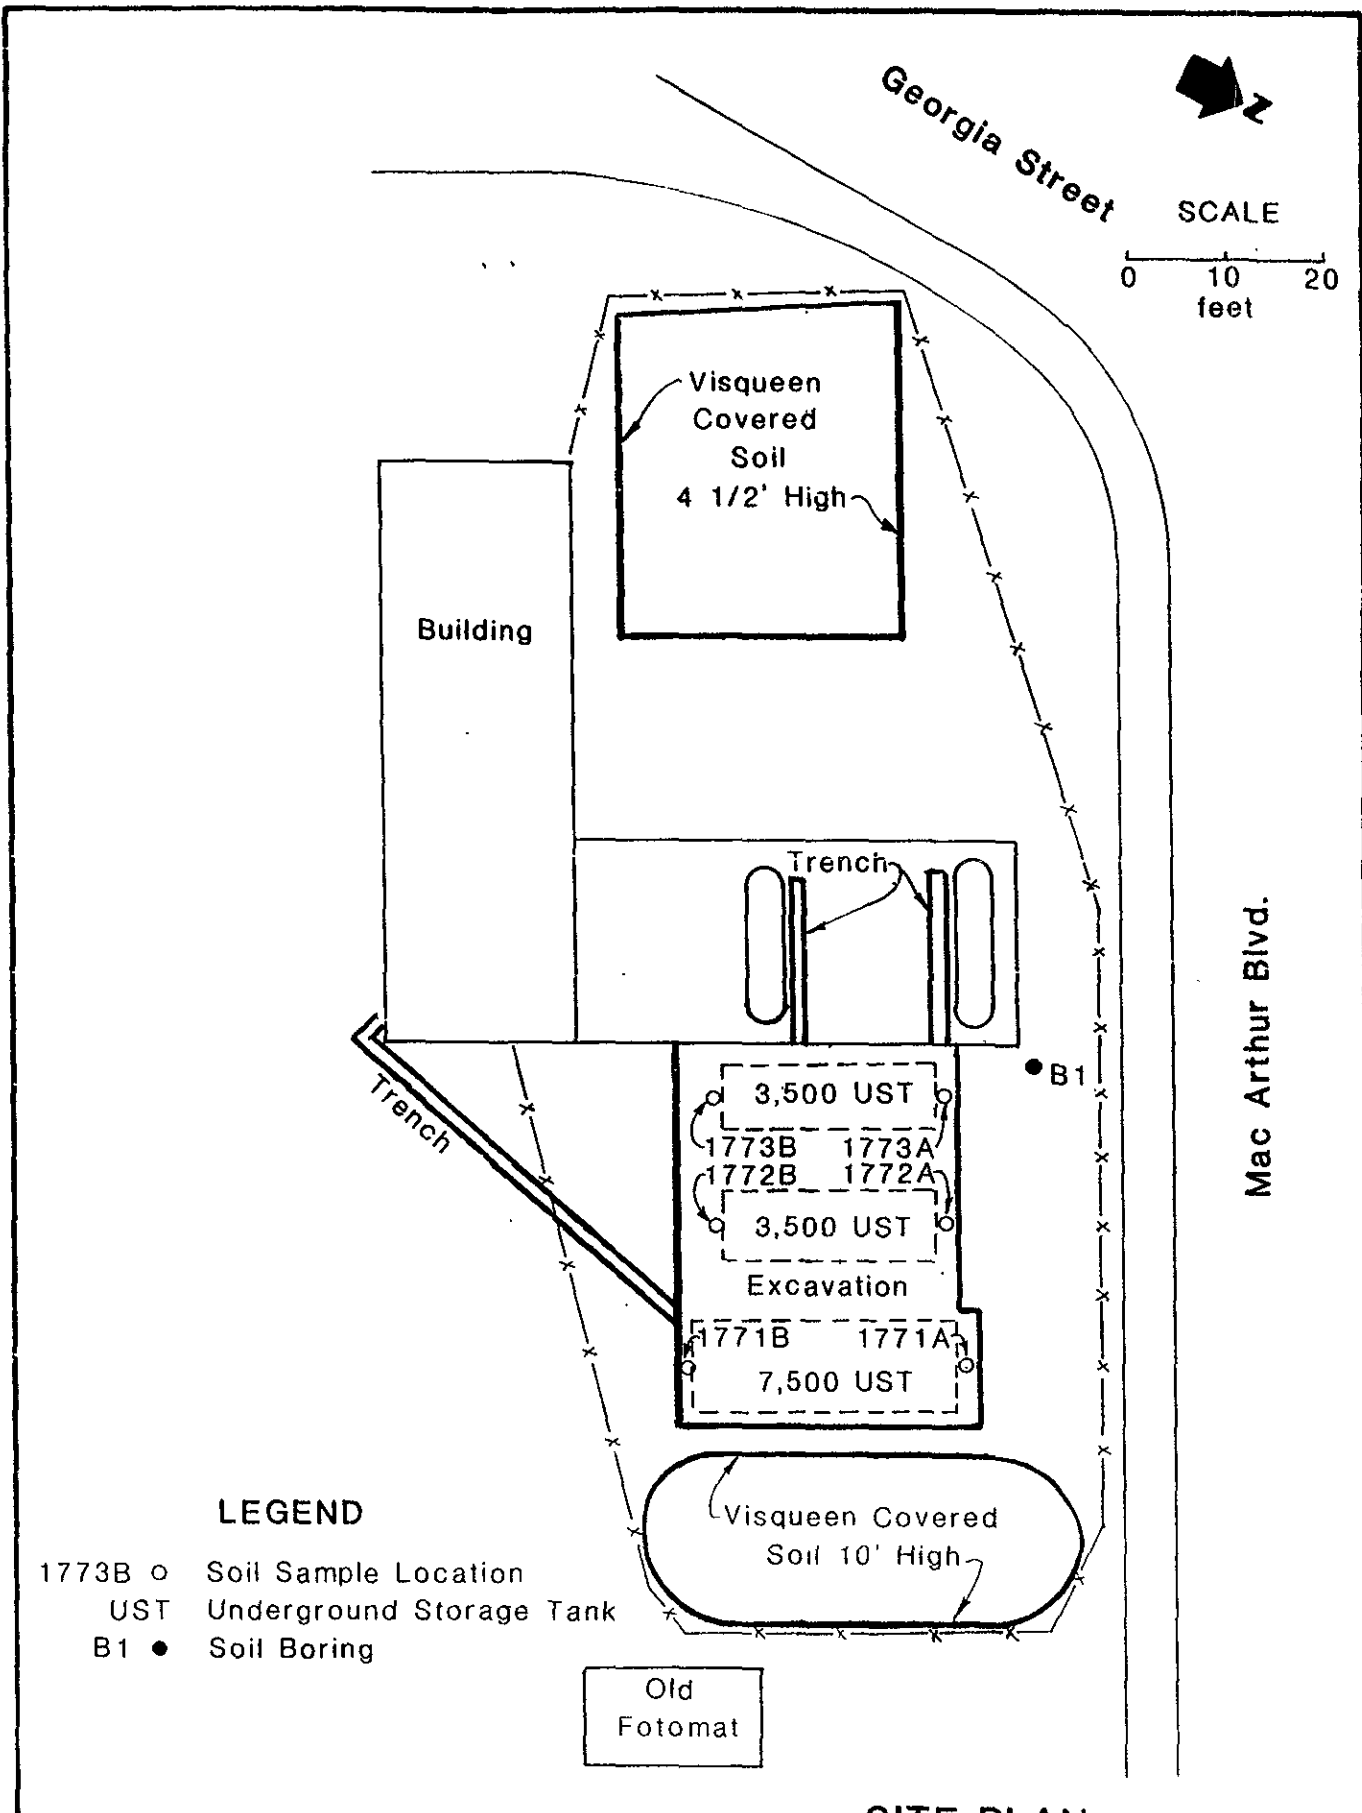 Georgia Street
Z
SCALE
0 10 20
feet
Visqueen
Covered
Soil
4 1/2' High
Building
Trench
Mac Arthur Blvd.
B1
Trench
3,500 UST
1773B 1773A
1772B 1772A
3,500 UST
Excavation
1771B 1771A
7,500 UST
Visqueen Covered
Soil 10' High
LEGEND
1773B Soil Sample Location
UST Underground Storage Tank
B1 Soil Boring
Old
Fotomat
SITE PLAN